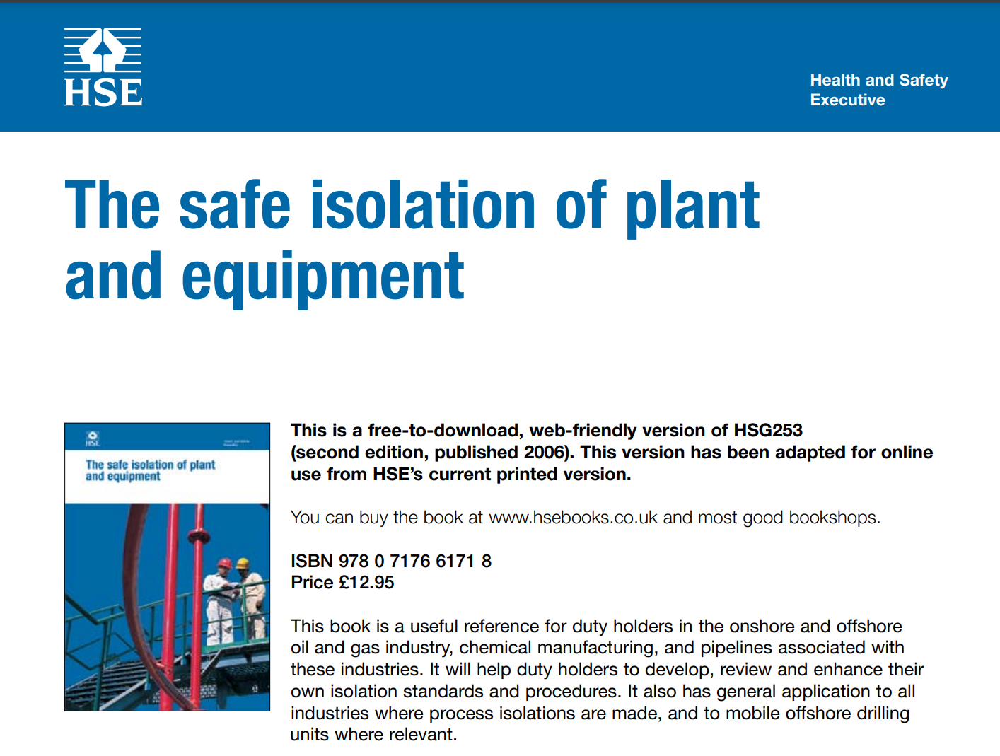 HSE
Health and Safety
Executive
The safe isolation of plant
and equipment
HSE
The safe isolation of plant
and equipment
This is a free-to-download, web-friendly version of HSG253
(second edition, published 2006). This version has been adapted for online
use from HSE’s current printed version.
You can buy the book at www.hsebooks.co.uk and most good bookshops.
ISBN 978 0 7176 6171 8
Price £12.95
This book is a useful reference for duty holders in the onshore and offshore
oil and gas industry, chemical manufacturing, and pipelines associated with
these industries. It will help duty holders to develop, review and enhance their
own isolation standards and procedures. It also has general application to all
industries where process isolations are made, and to mobile offshore drilling
units where relevant.